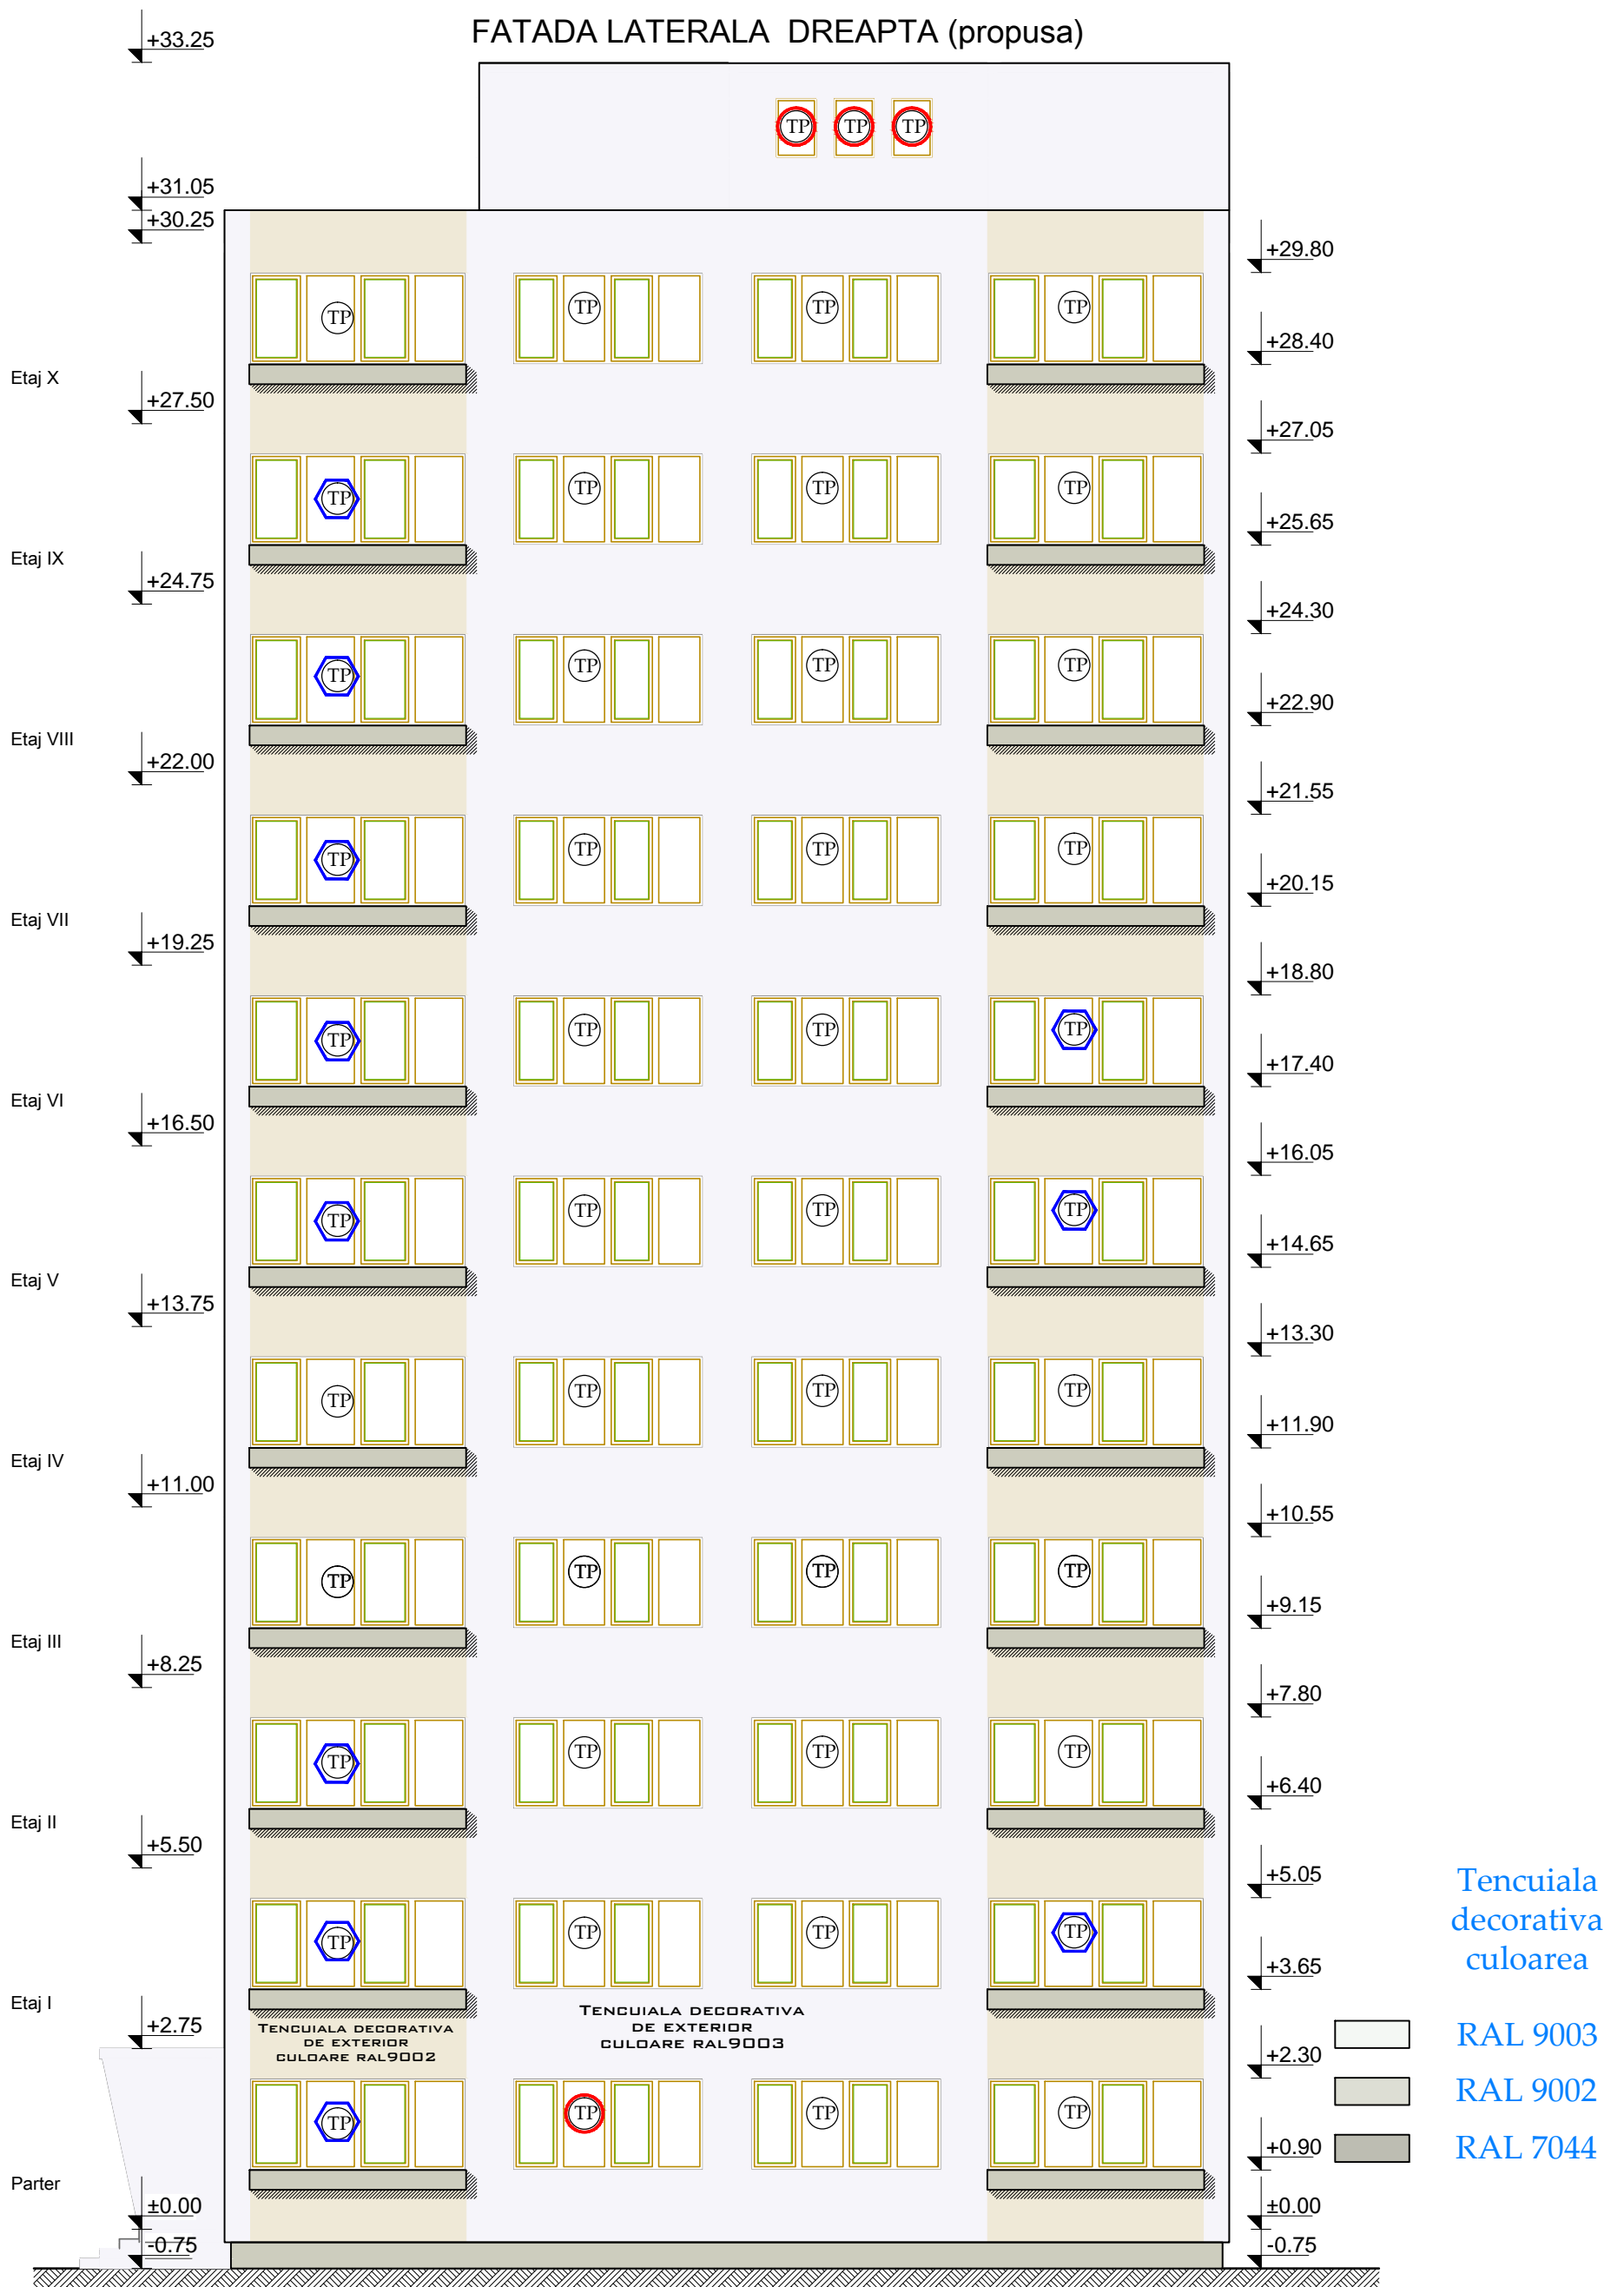 FATADA LATERALA DREAPTA (propusa)
+33.25
TP TP TP
+31.05
+30.25
+29.80
TP TP TP TP
+28.40
Etaj X
+27.50
+27.05
TP TP TP TP
+25.65
Etaj IX
+24.75
+24.30
TP TP TP TP
+22.90
Etaj VIII
+22.00
+21.55
TP TP TP TP
+20.15
Etaj VII
+19.25
+18.80
TP TP TP TP
+17.40
Etaj VI
+16.50
+16.05
TP TP TP TP
+14.65
Etaj V
+13.75
+13.30
TP TP TP TP
+11.90
Etaj IV
+11.00
+10.55
TP TP TP TP
+9.15
Etaj III
+8.25
+7.80
TP TP TP TP
+6.40
Etaj II
+5.50
+5.05
TP TP TP TP
+3.65
Etaj I
+2.75
TENCUIALA DECORATIVA
DE EXTERIOR
CULOARE RAL9002
TENCUIALA DECORATIVA
DE EXTERIOR
CULOARE RAL9003
+2.30
TP TP TP TP
+0.90
Parter
±0.00
±0.00
-0.75
-0.75
Tencuiala
decorativa
culoarea
RAL 9003
RAL 9002
RAL 7044